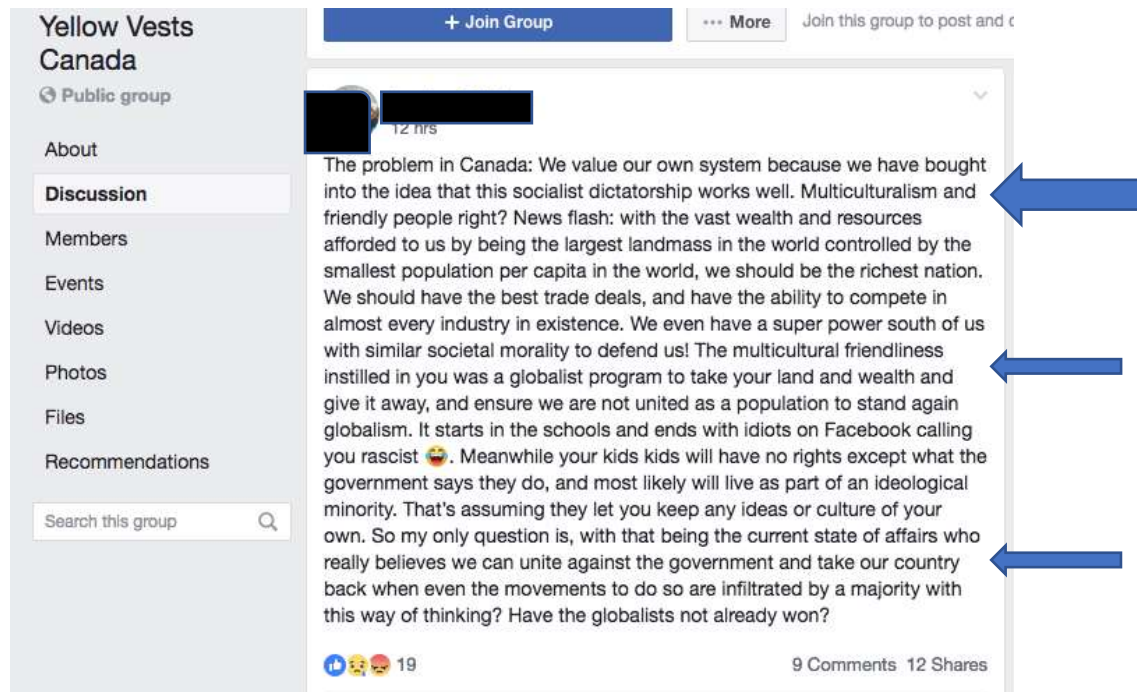 Yellow Vests
Canada
Public group
About
Discussion
Members
Events
Videos
Photos
Files
Recommendations
Search this group
+ Join Group
••• More
Join this group to post and
12 hrs
The problem in Canada: We value our own system because we have bought
into the idea that this socialist dictatorship works well. Multiculturalism and
friendly people right? News flash: with the vast wealth and resources
afforded to us by being the largest landmass in the world controlled by the
smallest population per capita in the world, we should be the richest nation.
We should have the best trade deals, and have the ability to compete in
almost every industry in existence. We even have a super power south of us
with similar societal morality to defend us! The multicultural friendliness
instilled in you was a globalist program to take your land and wealth and
give it away, and ensure we are not united as a population to stand again
globalism. It starts in the schools and ends with idiots on Facebook calling
you rascist 😂. Meanwhile your kids kids will have no rights except what the
government says they do, and most likely will live as part of an ideological
minority. That's assuming they let you keep any ideas or culture of your
own. So my only question is, with that being the current state of affairs who
really believes we can unite against the government and take our country
back when even the movements to do so are infiltrated by a majority with
this way of thinking? Have the globalists not already won?
19
9 Comments 12 Shares